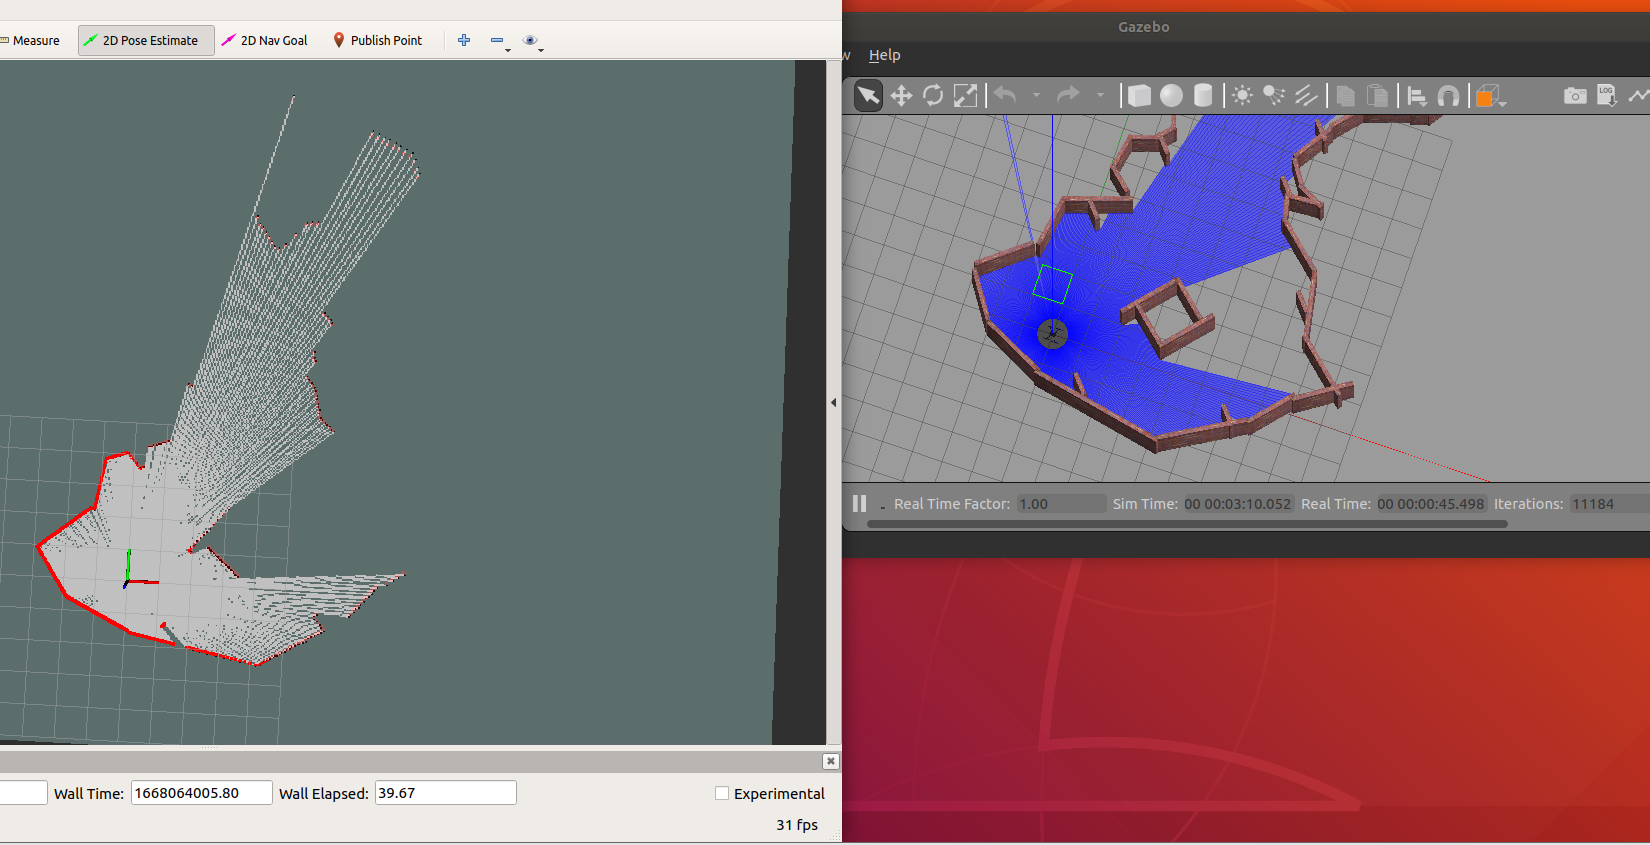 Measure 2D Pose Estimate 2D Nav Goal Publish Point
Gazebo
w Help
LOG
Real Time Factor: 1.00 Sim Time: 00 00:03:10.052 Real Time: 00 00:00:45.498 Iterations: 11184
Wall Time: 1668064005.80 Wall Elapsed: 39.67 Experimental
31 fps